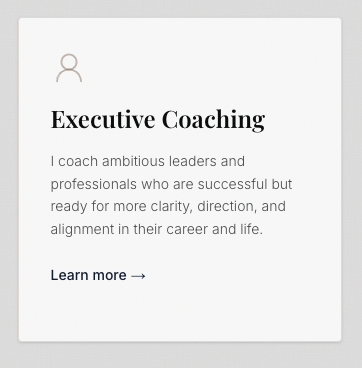 Executive Coaching
I coach ambitious leaders and
professionals who are successful but
ready for more clarity, direction, and
alignment in their career and life.
Learn more →